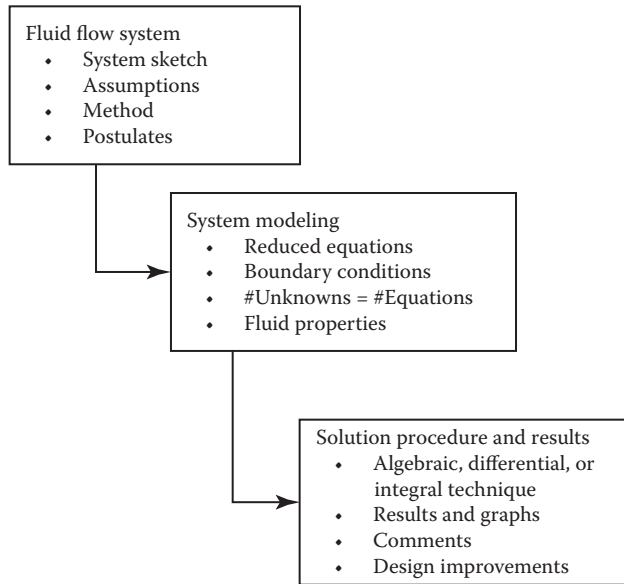 Fluid flow system
• System sketch
• Assumptions
• Method
• Postulates
System modeling
• Reduced equations
• Boundary conditions
• #Unknowns = #Equations
• Fluid properties
Solution procedure and results
• Algebraic, differential, or
integral technique
• Results and graphs
• Comments
• Design improvements